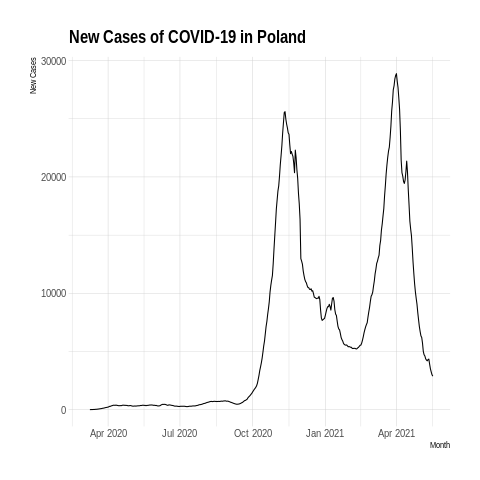 New Cases of COVID-19 in Poland
New Cases
30000
20000
10000
0
Apr 2020 Jul 2020 Oct 2020 Jan 2021 Apr 2021
Month